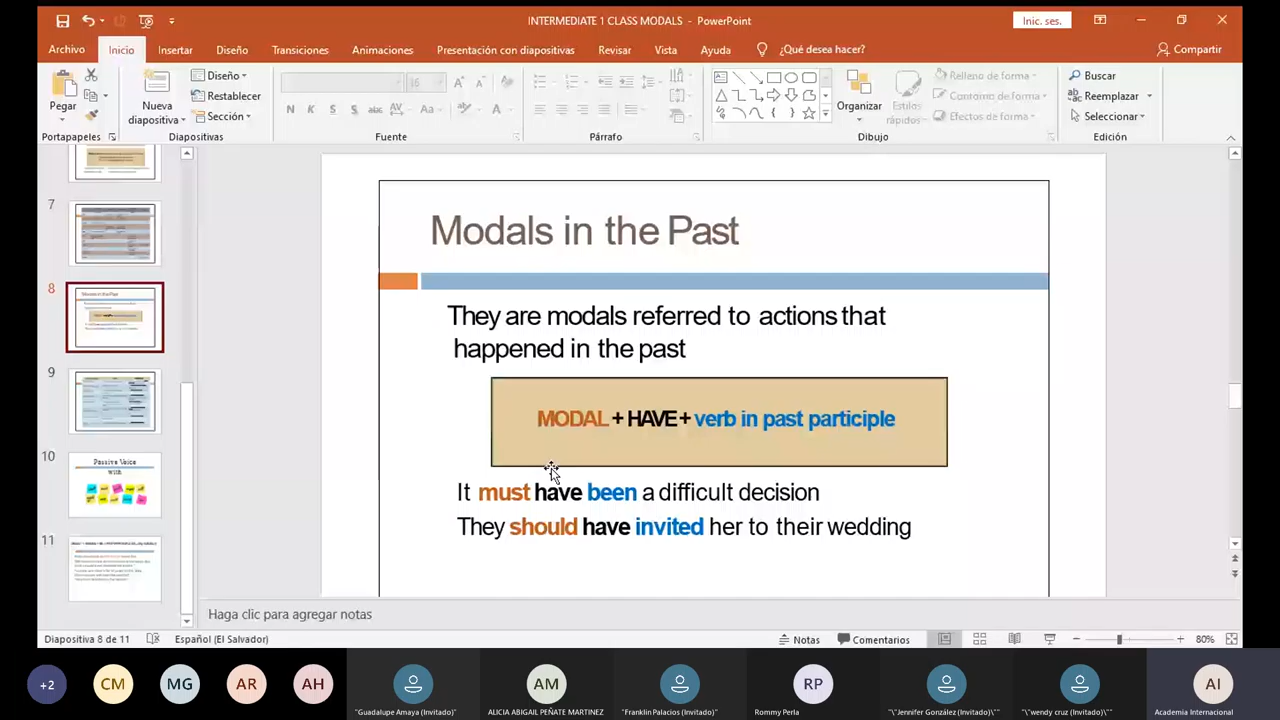 INTERMEDIATE 1 CLASS MODALS - PowerPoint
Inic. ses.
Archivo Inicio Insertar Diseño Transiciones Animaciones Presentación con diapositivas Revisar Vista Ayuda ¿Qué desea hacer? Compartir
Pegar
Nueva diapositiva
Diseño
Restablecer
Sección
16
N K S S abc AV Aa A
Organizar
Estilos rápidos
Relleno de forma
Contorno de forma
Efectos de forma
Buscar
Reemplazar
Seleccionar
Portapapeles Diapositivas Fuente Párrafo Dibujo Edición
7
8
9
10
Passive Voice
with
11
Modals in the Past
They are modals referred to actions that
happened in the past
MODAL + HAVE + verb in past participle
It must have been a difficult decision
They should have invited her to their wedding
Haga clic para agregar notas
Diapositiva 8 de 11 Español (El Salvador) Notas Comentarios 80%
+2 CM MG AR AH AM RP AI
"Guadalupe Amaya (Invitado)" ALICIA ABIGAIL PEÑATE MARTINEZ "Franklin Palacios (Invitado)" Rommy Perla "\"Jennifer González (Invitado)\"" "\"wendy cruz (Invitado)\"" Academia Internacional